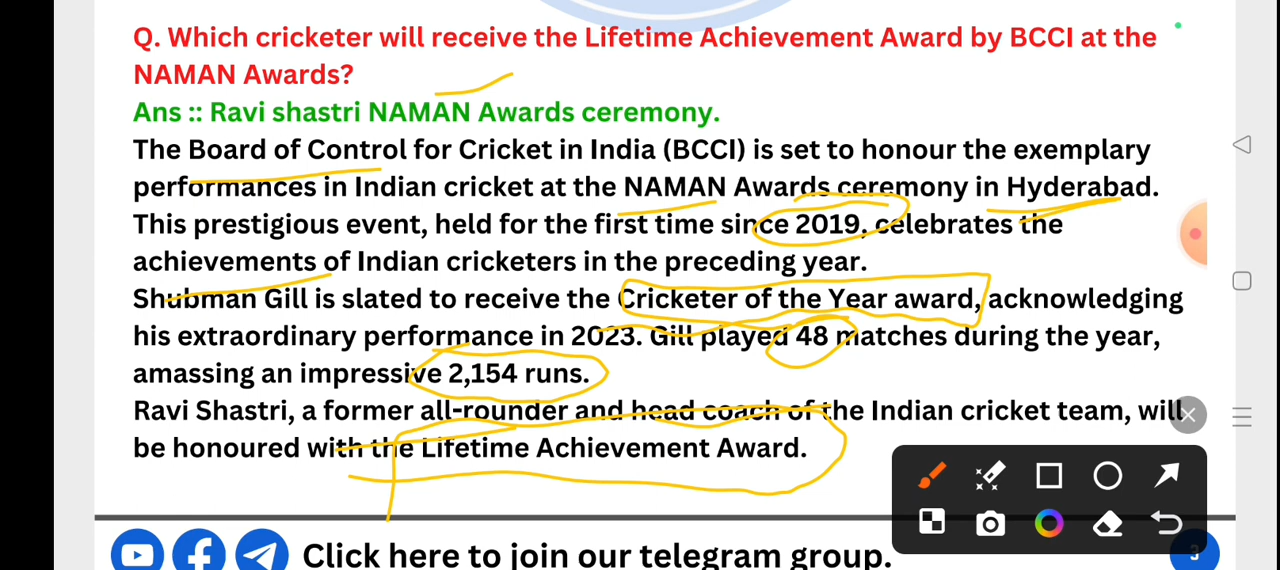 Q. Which cricketer will receive the Lifetime Achievement Award by BCCI at the
NAMAN Awards?
Ans :: Ravi shastri NAMAN Awards ceremony.
The Board of Control for Cricket in India (BCCI) is set to honour the exemplary
performances in Indian cricket at the NAMAN Awards ceremony in Hyderabad.
This prestigious event, held for the first time since 2019, celebrates the
achievements of Indian cricketers in the preceding year.
Shubman Gill is slated to receive the Cricketer of the Year award, acknowledging
his extraordinary performance in 2023. Gill played 48 matches during the year,
amassing an impressive 2,154 runs.
Ravi Shastri, a former all-rounder and head coach of the Indian cricket team, will
be honoured with the Lifetime Achievement Award.
Click here to join our telegram group.
3